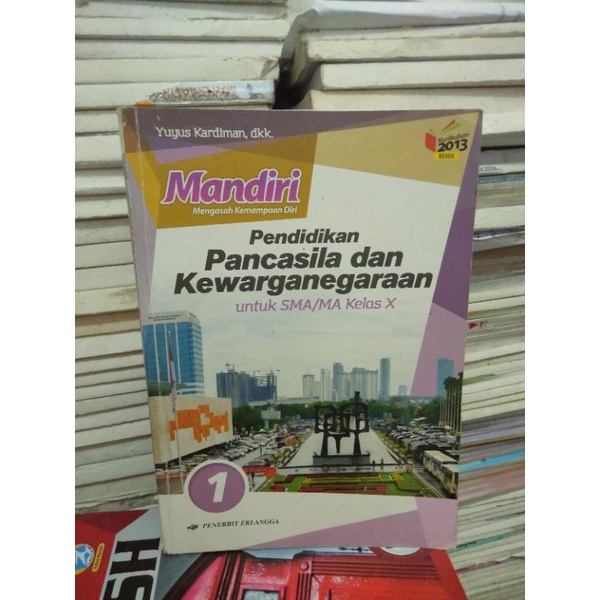 Yuyus Kardiman, dkk.
Kurikulum
2013
REVISI
Mandiri
Mengasah Kemampuan Diri
Pendidikan
Pancasila dan
Kewarganegaraan
untuk SMA/MA Kelas X
1
PENERBIT ERLANGGA
SH